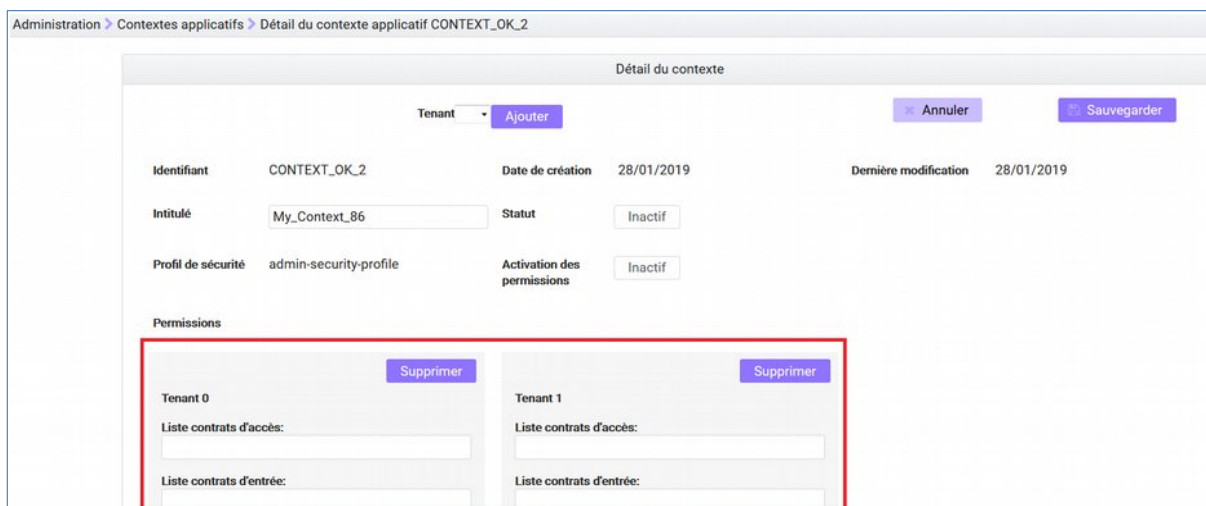 Administration > Contextes applicatifs > Détail du contexte applicatif CONTEXT_OK_2
Détail du contexte
Tenant Ajouter Annuler Sauvegarder
Identifiant CONTEXT_OK_2 Date de création 28/01/2019 Dernière modification 28/01/2019
Intitulé My_Context_86 Statut Inactif
Profil de sécurité admin-security-profile Activation des permissions Inactif
Permissions
Supprimer Supprimer
Tenant 0 Tenant 1
Liste contrats d'accès: Liste contrats d'accès:
Liste contrats d'entrée: Liste contrats d'entrée: